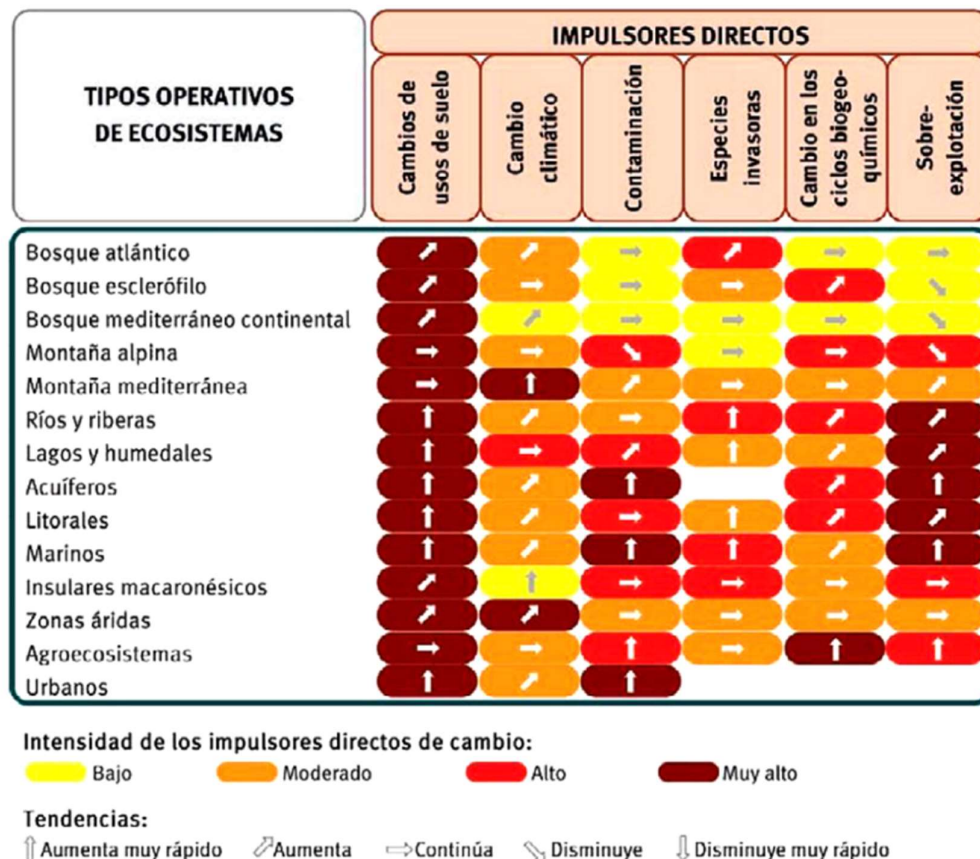 TIPOS OPERATIVOS
DE ECOSISTEMAS
IMPULSORES DIRECTOS
Cambios de
usos de suelo
Cambio
climático
Contaminación
Especies
invasoras
Cambio en los
ciclos biogeo-
químicos
Sobre-
explotación
Bosque atlántico
Bosque esclerófilo
Bosque mediterráneo continental
Montaña alpina
Montaña mediterránea
Ríos y riberas
Lagos y humedales
Acuíferos
Litorales
Marinos
Insulares macaronésicos
Zonas áridas
Agroecosistemas
Urbanos
Intensidad de los impulsores directos de cambio:
Bajo Moderado Alto Muy alto
Tendencias:
Aumenta muy rápido Aumenta Continúa Disminuye Disminuye muy rápido